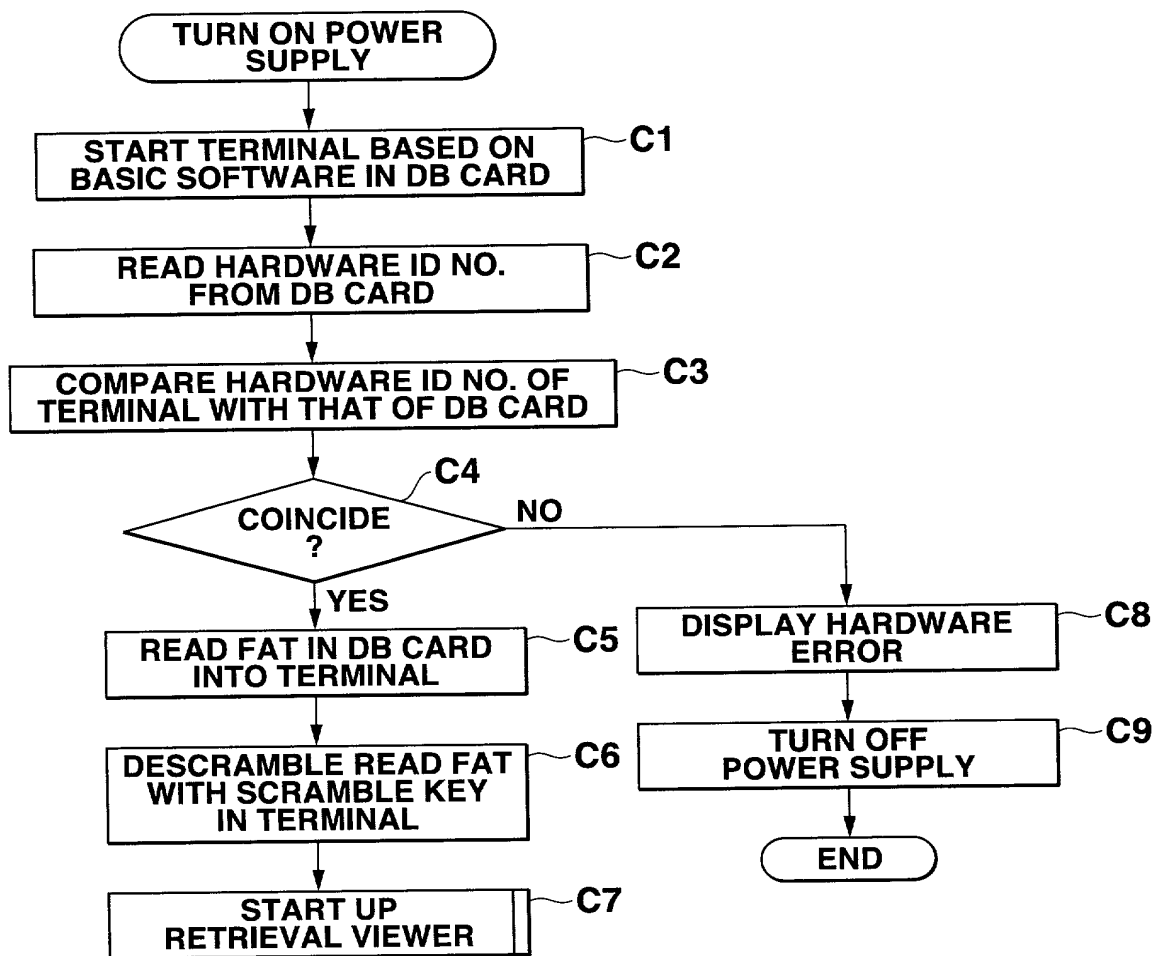 TURN ON POWER
SUPPLY
START TERMINAL BASED ON
BASIC SOFTWARE IN DB CARD
C1
READ HARDWARE ID NO.
FROM DB CARD
C2
COMPARE HARDWARE ID NO. OF
TERMINAL WITH THAT OF DB CARD
C3
COINCIDE
?
C4
NO
YES
READ FAT IN DB CARD
INTO TERMINAL
C5
DESCRAMBLE READ FAT
WITH SCRAMBLE KEY
IN TERMINAL
C6
START UP
RETRIEVAL VIEWER
C7
DISPLAY HARDWARE
ERROR
C8
TURN OFF
POWER SUPPLY
C9
END